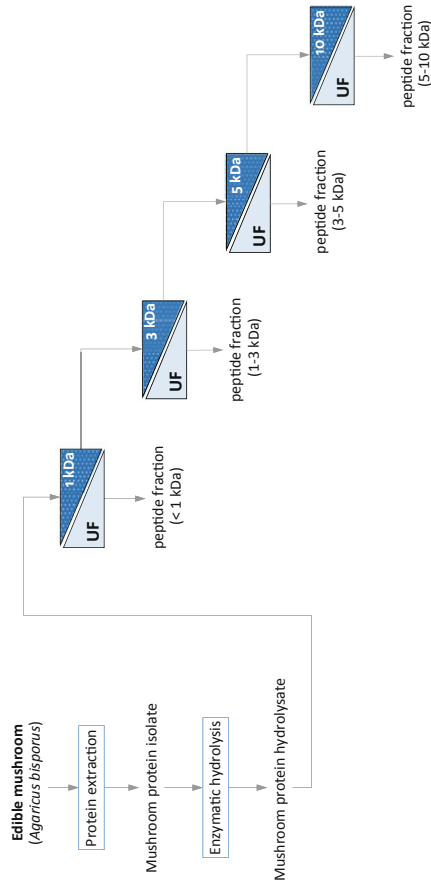 Edible mushroom
(Agaricus bisporus)
Protein extraction
Mushroom protein isolate
Enzymatic hydrolysis
Mushroom protein hydrolysate
1 kDa
UF
peptide fraction
(< 1 kDa)
3 kDa
UF
peptide fraction
(1-3 kDa)
5 kDa
UF
peptide fraction
(3-5 kDa)
10 kDa
UF
peptide fraction
(5-10 kDa)